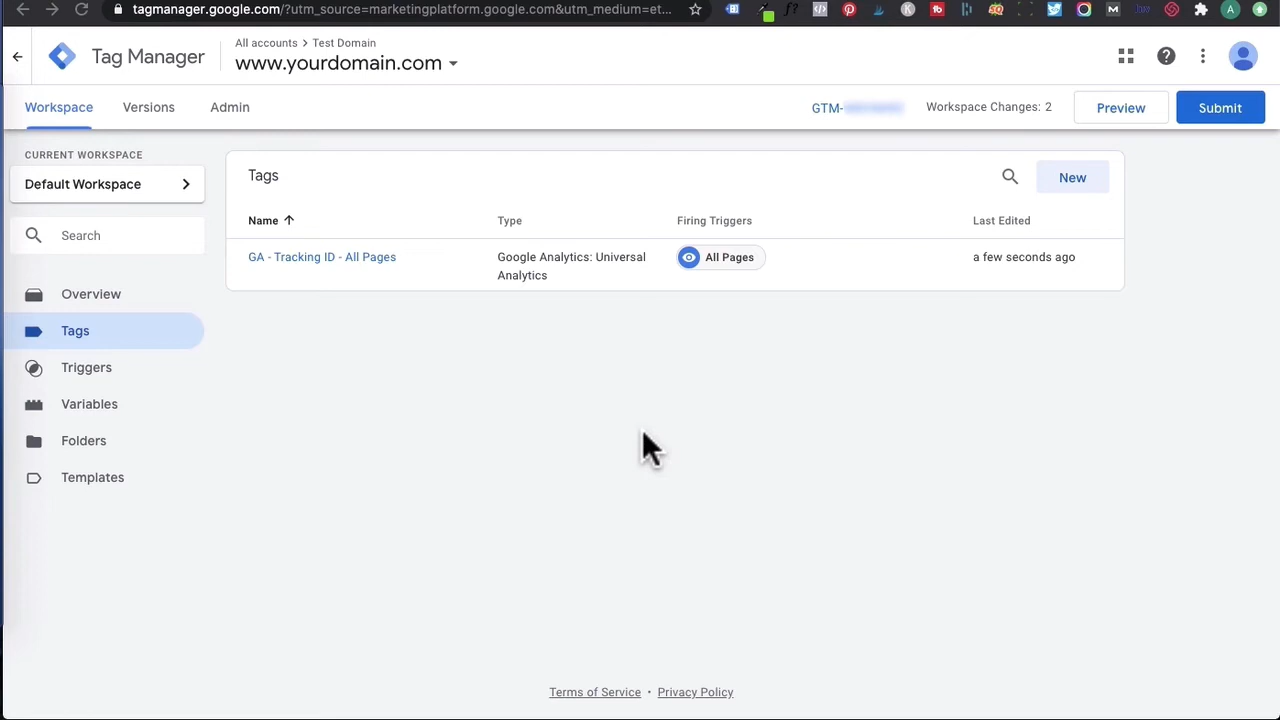 tagmanager.google.com/?utm_source=marketingplatform.google.com&utm_medium=et...
Tag Manager
All accounts > Test Domain
www.yourdomain.com
Workspace
Versions
Admin
GTM-
Workspace Changes: 2
Preview
Submit
CURRENT WORKSPACE
Default Workspace
Search
Overview
Tags
Triggers
Variables
Folders
Templates
Tags
New
Name
Type
Firing Triggers
Last Edited
GA - Tracking ID - All Pages
Google Analytics: Universal
Analytics
All Pages
a few seconds ago
Terms of Service • Privacy Policy